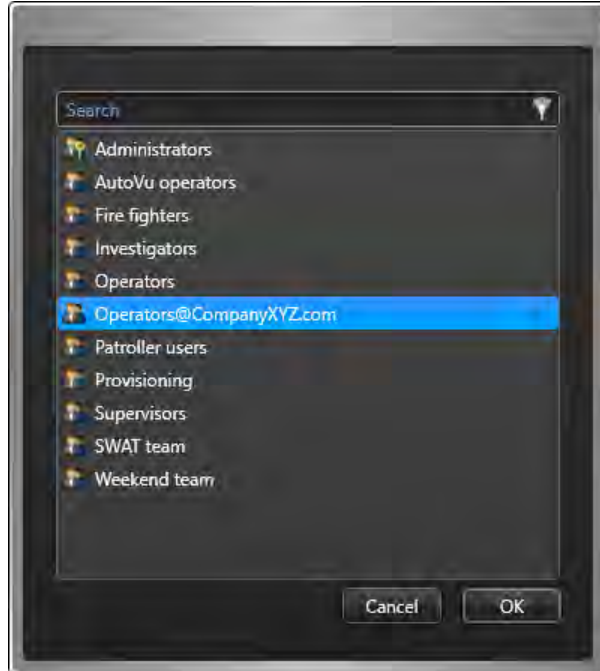 Search
Administrators
AutoVu operators
Fire fighters
Investigators
Operators
Operators@CompanyXYZ.com
Patroller users
Provisioning
Supervisors
SWAT team
Weekend team
Cancel OK